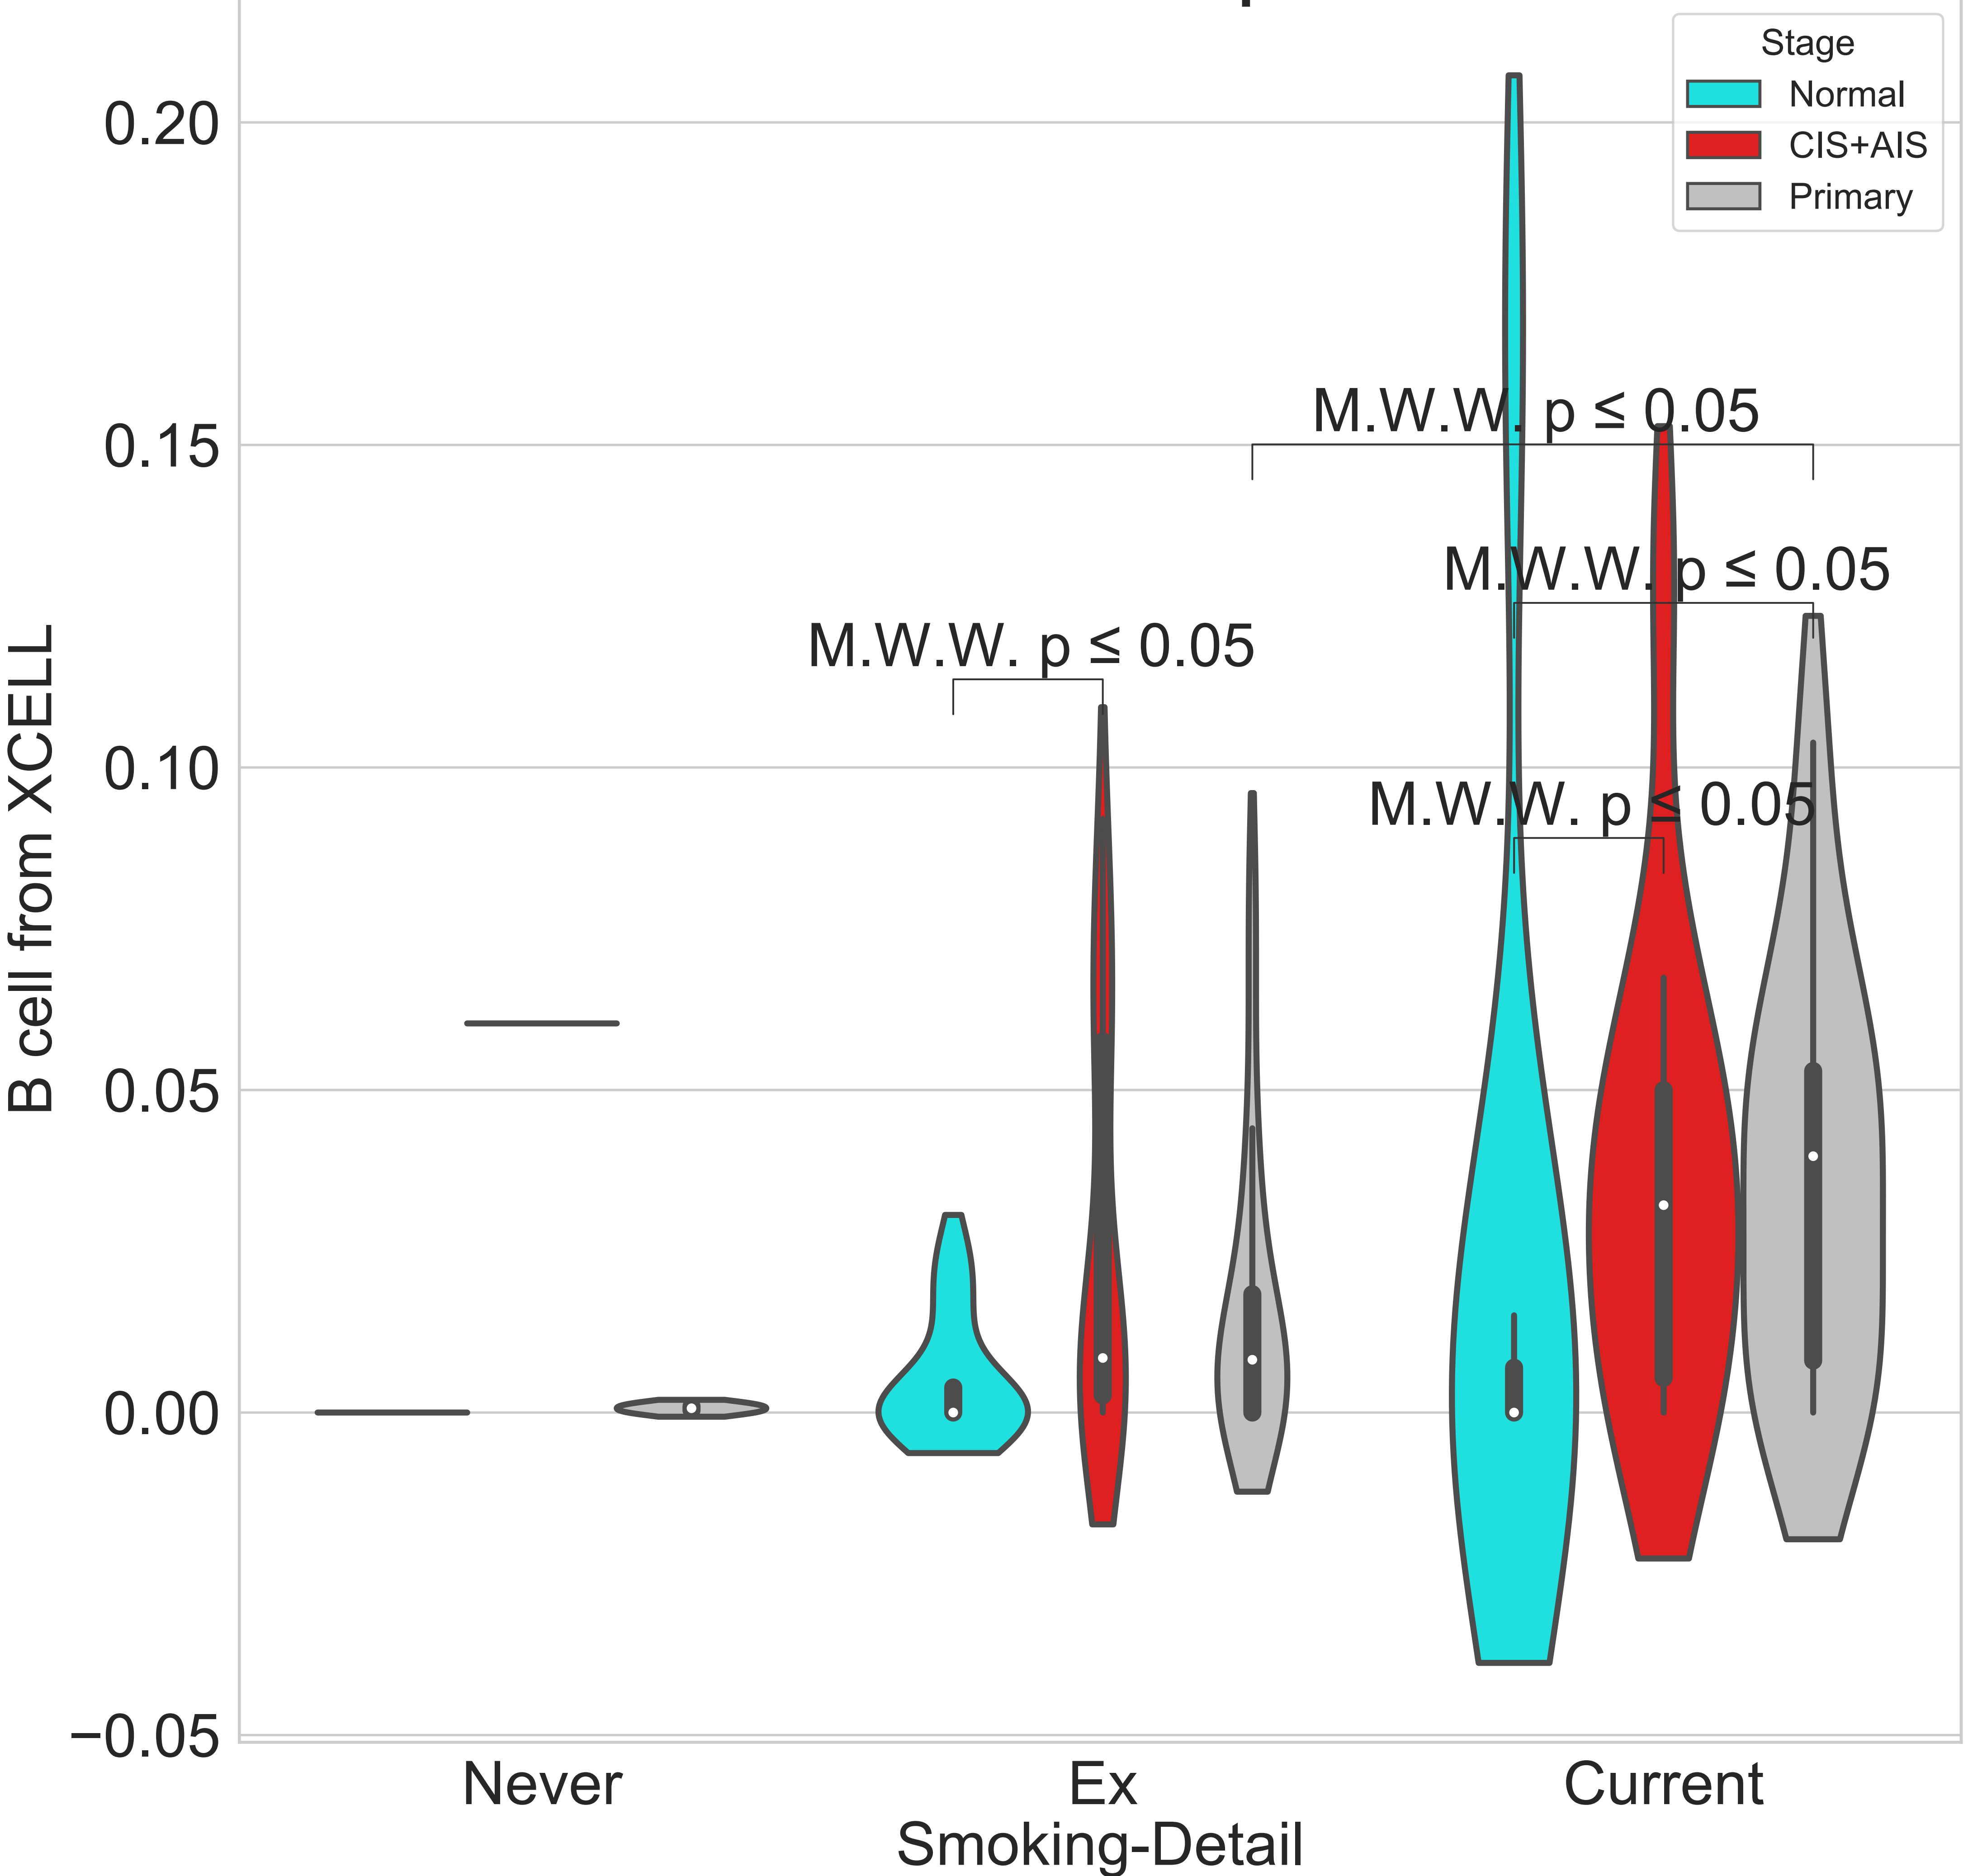 Stage
Normal
CIS+AIS
Primary
0.20
0.15
0.10
0.05
0.00
−0.05
B cell from XCELL
M.W.W. p ≤ 0.05
M.W.W. p ≤ 0.05
M.W.W. p ≤ 0.05
M.W.W. p ≤ 0.05
Never
Ex
Current
Smoking-Detail